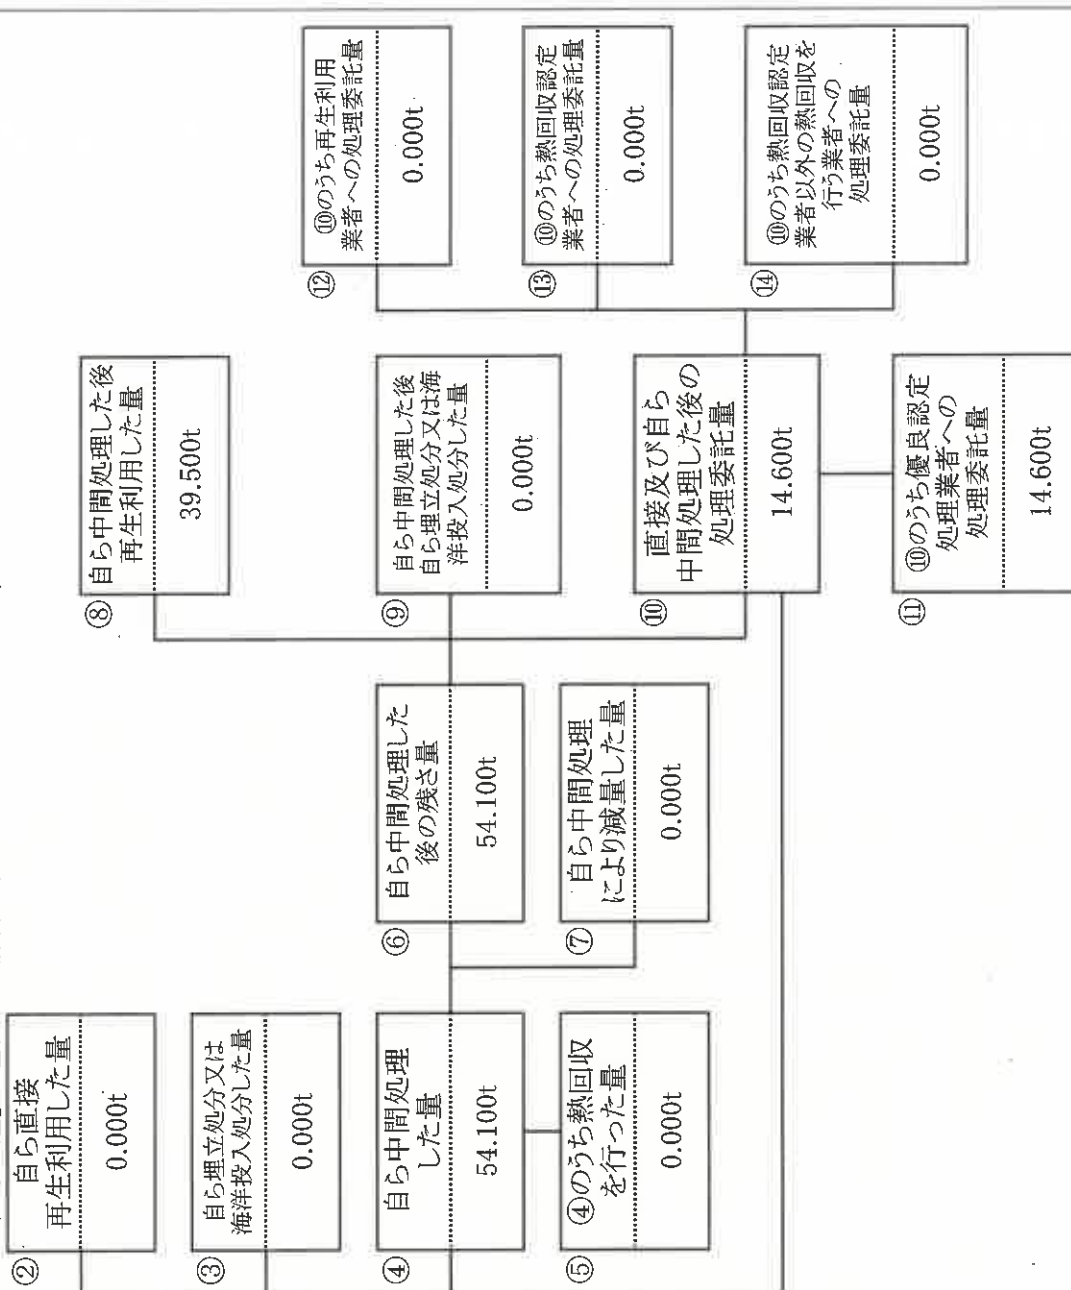 ②
自ら直接
再生利用した量
0.000t
③
自ら埋立処分又は
海洋投入処分した量
0.000t
④
自ら中間処理
した量
54.100t
⑤
④のうち熱回収
を行った量
0.000t
⑥
自ら中間処理した
後の残さ量
54.100t
⑦
自ら中間処理
により減量した量
0.000t
⑧
自ら中間処理した後
再生利用した量
39.500t
⑨
自ら中間処理した後
自ら埋立処分又は海
洋投入処分した量
0.000t
⑩
直接及び自ら
中間処理した後の
処理委託量
14.600t
⑪
⑩のうち優良認定
処理業者への
処理委託量
14.600t
⑫
⑩のうち再生利用
業者への処理委託量
0.000t
⑬
⑩のうち熱回収認定
業者への処理委託量
0.000t
⑭
⑩のうち熱回収認定
業者以外の熱回収を
行う業者への
処理委託量
0.000t